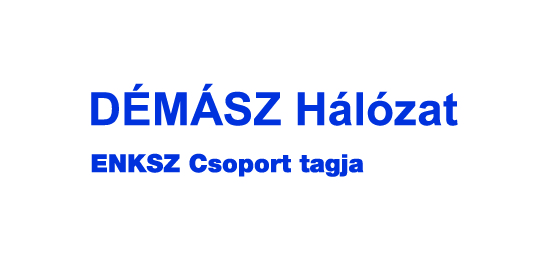 DÉMÁSZ Hálózat
ENKSZ Csoport tagja